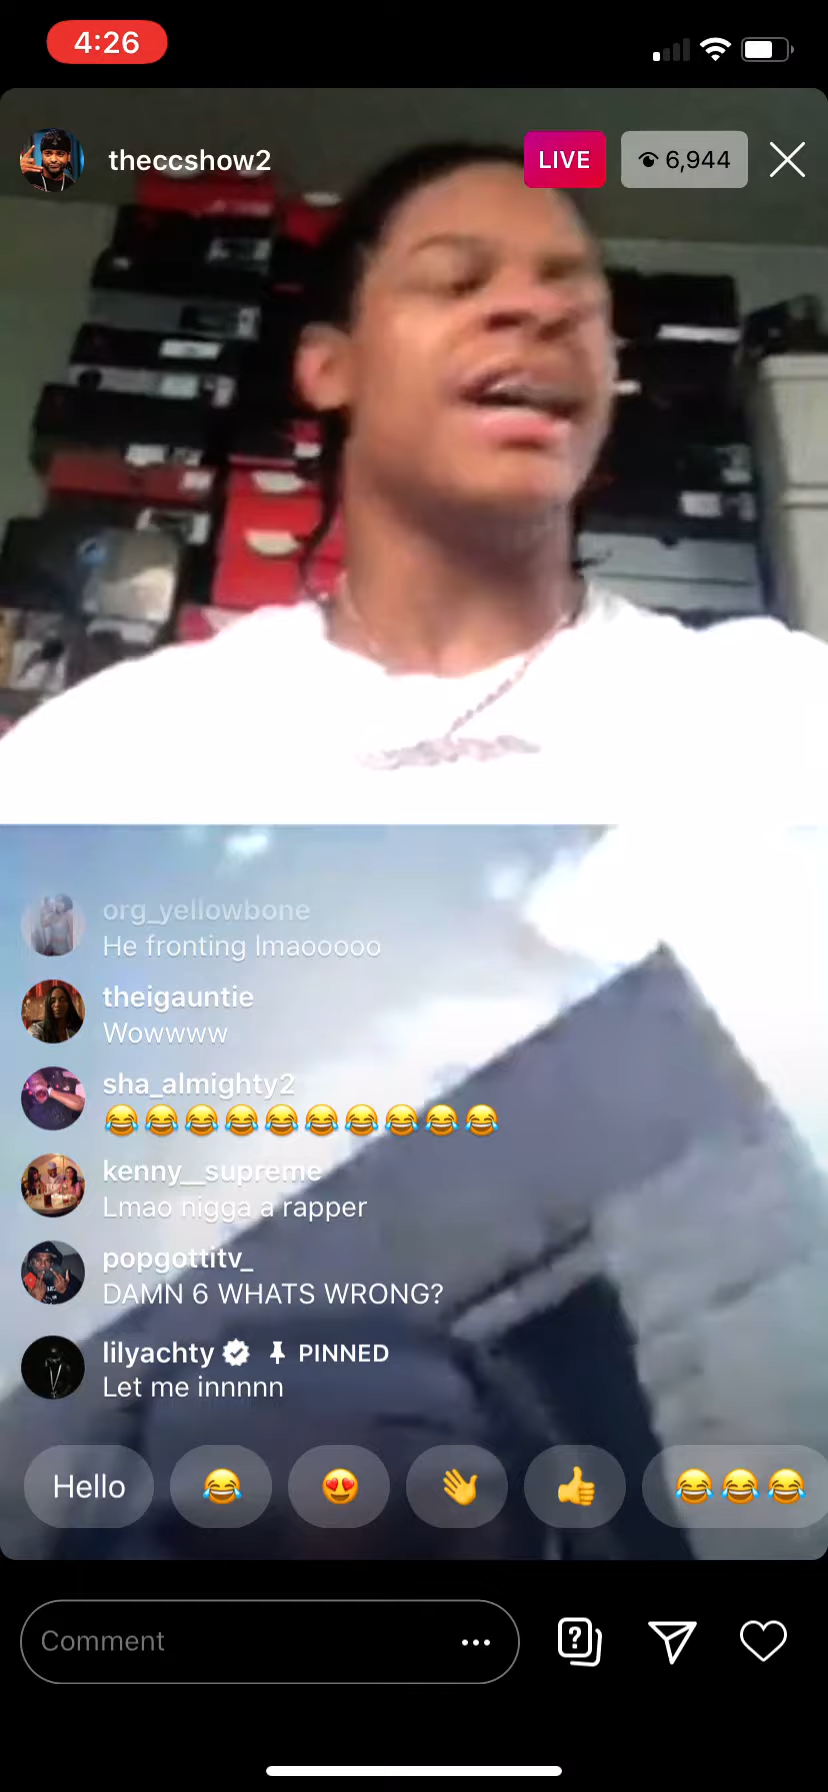 4:26
theccshow2
LIVE
6,944
org_yellowbone
He fronting lmaooooo
theigauntie
Wowwww
sha_almighty2
😂😂😂😂😂😂😂😂😂😂
kenny__supreme
Lmao nigga a rapper
popgottitv_
DAMN 6 WHATS WRONG?
lilyachty PINNED
Let me innnnn
Hello 😂 😍 👋 👍 😂😂😂
Comment